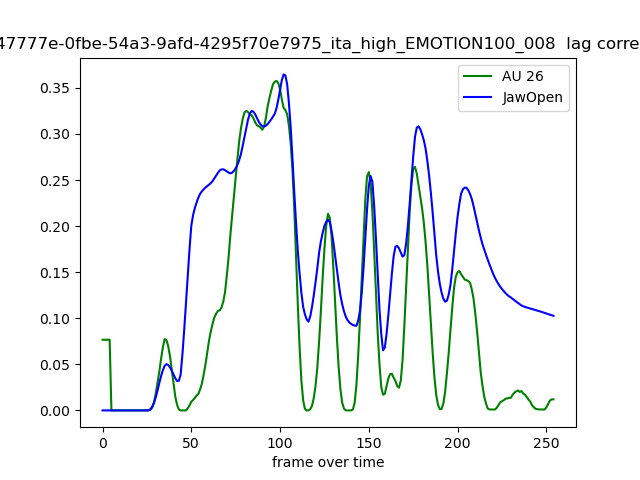 47777e-0fbe-54a3-9afd-4295f70e7975_ita_high_EMOTION100_008 lag corre
AU 26
JawOpen
0.35
0.30
0.25
0.20
0.15
0.10
0.05
0.00
0 50 100 150 200 250
frame over time